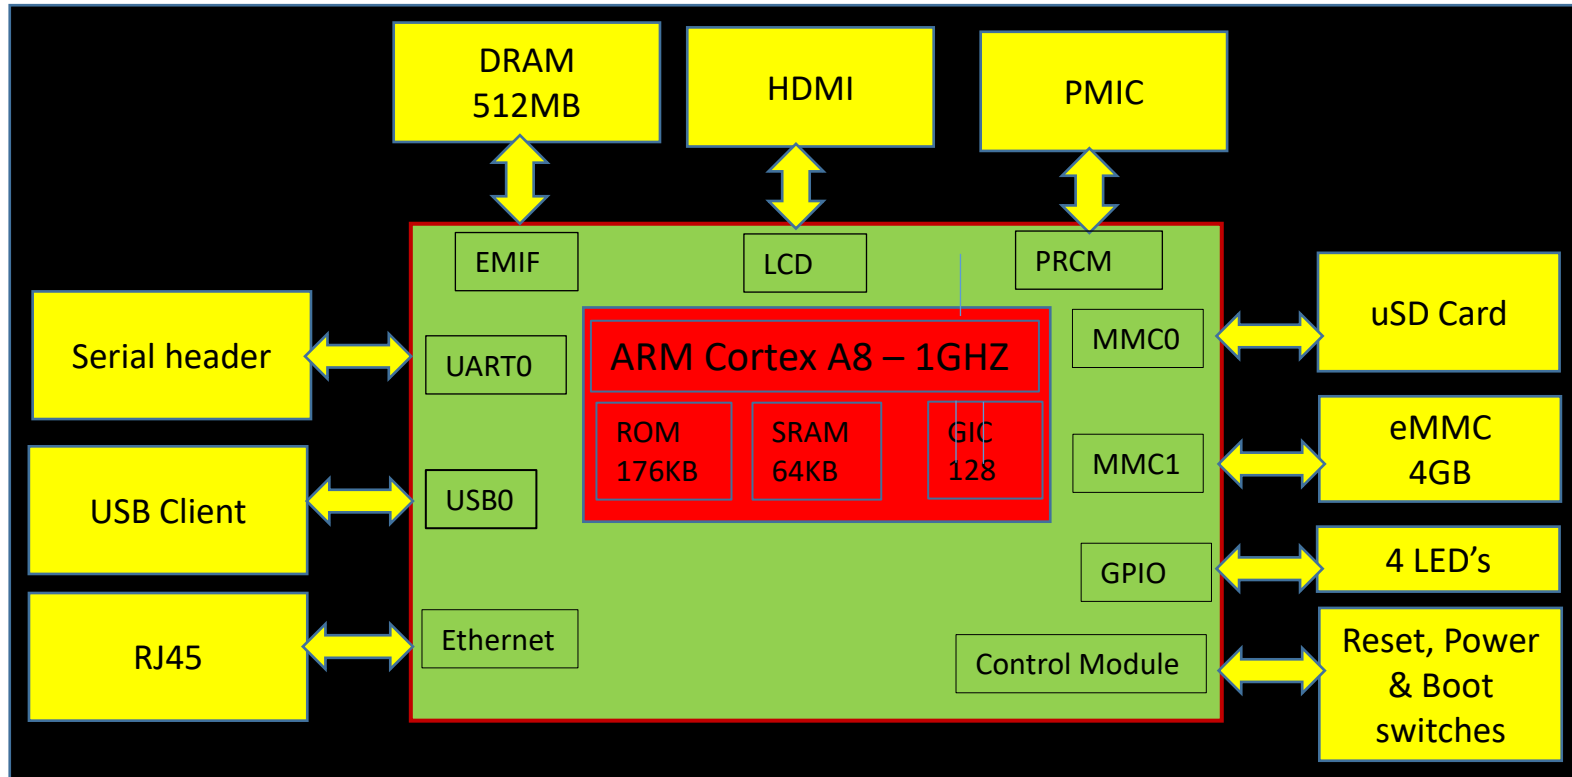 DRAM
512MB
HDMI
PMIC
EMIF
LCD
PRCM
Serial header
UART0
ARM Cortex A8 – 1GHZ
MMC0
uSD Card
ROM
176KB
SRAM
64KB
GIC
128
MMC1
eMMC
4GB
USB Client
USB0
GPIO
4 LED’s
RJ45
Ethernet
Control Module
Reset, Power
& Boot
switches